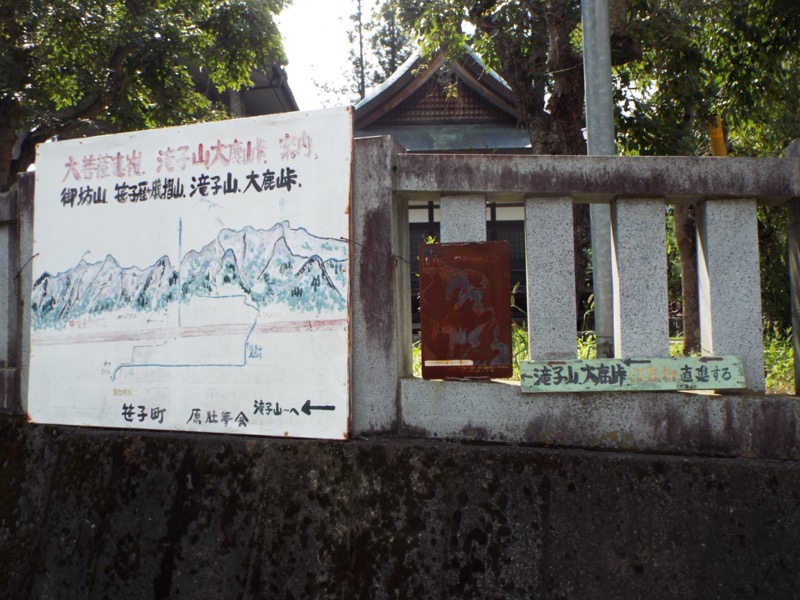 大菩薩連嶺、滝子山大鹿峠 案内、
御坊山、笹子雁ヶ腹摺山、滝子山、大鹿峠、
笹子町 原壮年会
滝子山〜へ ←
滝子山大鹿峠 直進する